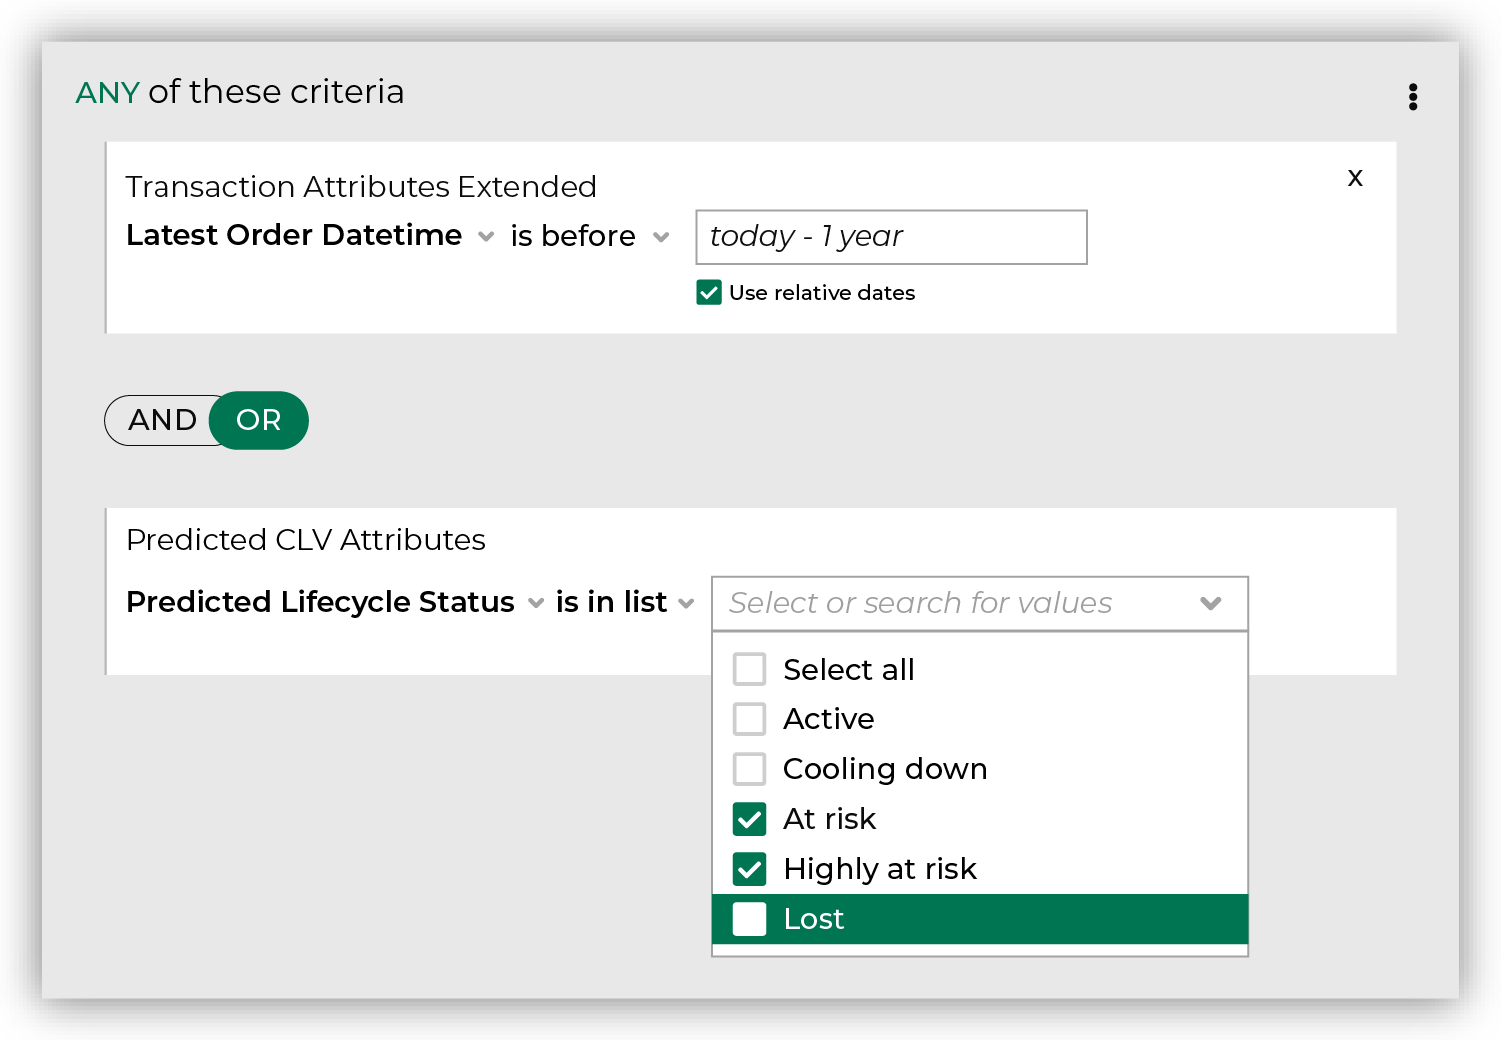 ANY of these criteria
Transaction Attributes Extended
x
Latest Order Datetime is before today - 1 year
Use relative dates
AND OR
Predicted CLV Attributes
Predicted Lifecycle Status is in list Select or search for values
Select all
Active
Cooling down
At risk
Highly at risk
Lost